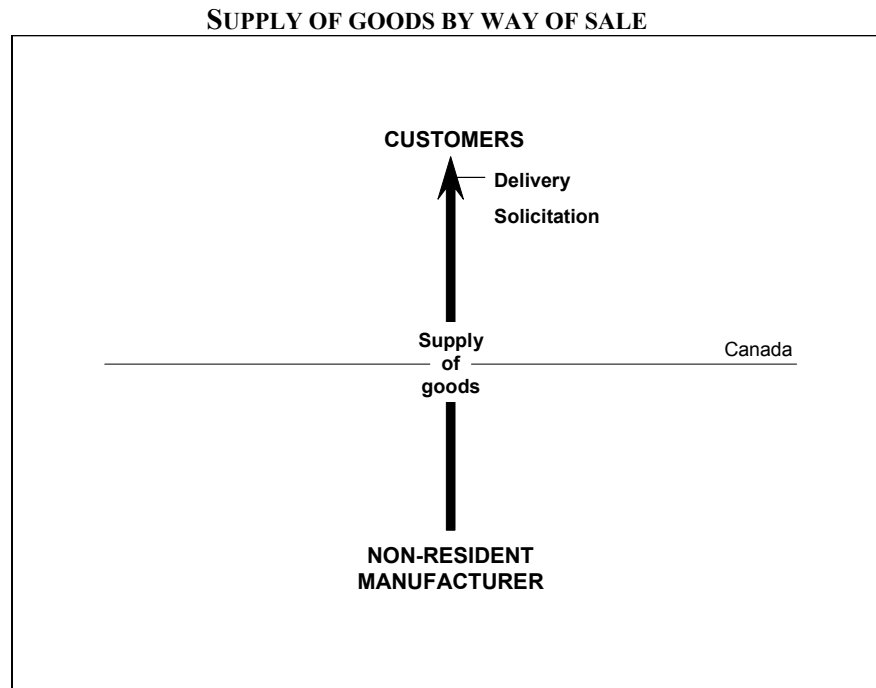 SUPPLY OF GOODS BY WAY OF SALE
CUSTOMERS
Delivery
Solicitation
Supply
of
goods
Canada
NON-RESIDENT
MANUFACTURER